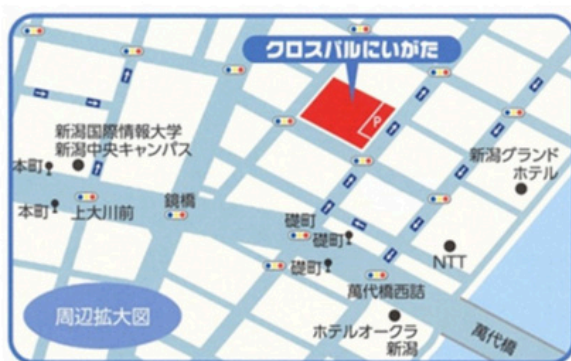 クロスパルにいがた
P
新潟国際情報大学
新潟中央キャンパス
新潟グランド
ホテル
本町
本町
上大川前
鏡橋
礎町
礎町
礎町
NTT
萬代橋西詰
周辺拡大図
ホテルオークラ
新潟
萬代橋